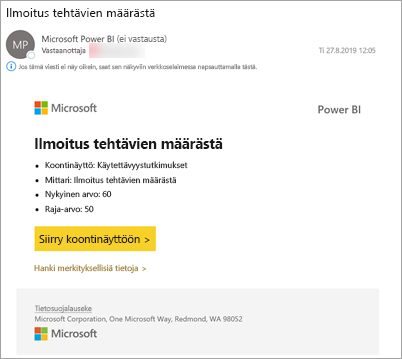 Ilmoitus tehtävien määrästä
MP
Microsoft Power BI (ei vastausta)
Vastaanottaja
Ti 27.8.2019 12:05
Jos tämä viesti ei näy oikein, saat sen näkyviin verkkoselaimessa napsauttamalla tästä.
Microsoft
Power BI
Ilmoitus tehtävien määrästä
• Koontinäyttö: Käytettävyystutkimukset
• Mittari: Ilmoitus tehtävien määrästä
• Nykyinen arvo: 60
• Raja-arvo: 50
Siirry koontinäyttöön >
Hanki merkityksellisiä tietoja >
Tietosuojalauseke
Microsoft Corporation, One Microsoft Way, Redmond, WA 98052
Microsoft